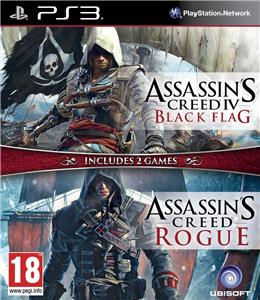 PS3
PlayStation®Network
ASSASSIN'S
CREED IV
BLACK FLAG
INCLUDES 2 GAMES
ASSASSIN'S
CREED
ROGUE
18
www.pegi.info
UBISOFT